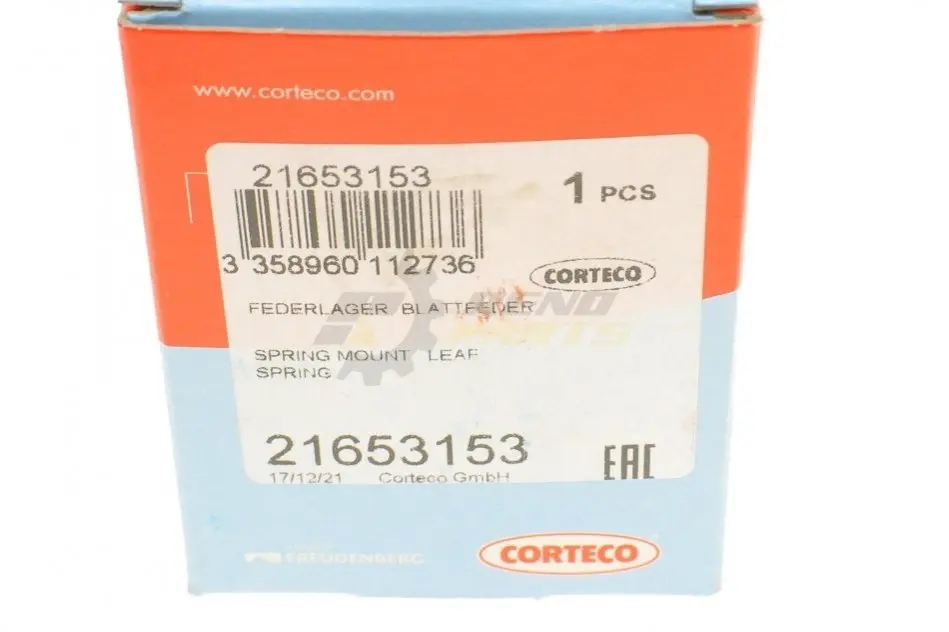 www.corteco.com
21653153
1 PCS
3 358960 112736
CORTECO
FEDERLAGER, BLATTFEDER
SPRING MOUNT, LEAF
SPRING
21653153
17/12/21 Corteco GmbH
EAC
FREUDENBERG
CORTECO